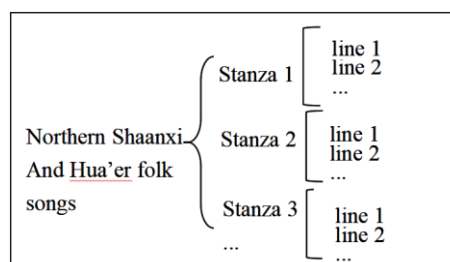 Northern Shaanxi
And Hua'er folk
songs
Stanza 1
line 1
line 2
...
Stanza 2
line 1
line 2
...
Stanza 3
line 1
line 2
...
...